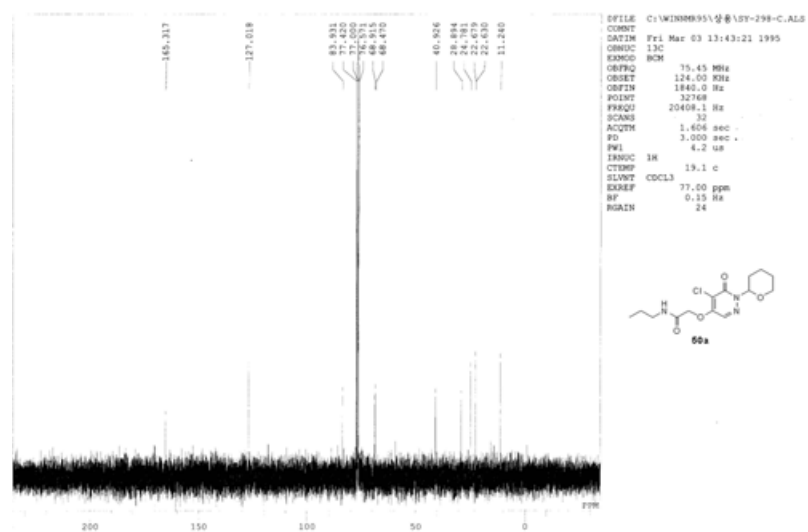 165.317
127.018
83.931
77.420
77.000
76.571
68.915
68.470
40.926
28.894
24.781
22.679
22.630
11.240
DFILE C:\WINNMR95\상용\SY-298-C.ALS
COMNT
DATIM Fri Mar 03 13:43:21 1995
OBNUC 13C
EXMOD BCM
OBFRQ 75.45 MHz
OBSET 124.00 KHz
OBFIN 1840.0 Hz
POINT 32768
FREQU 20408.1 Hz
SCANS 32
ACQTM 1.606 sec
PD 3.000 sec
PW1 4.2 us
IRNUC 1H
CTEMP 19.1 c
SLVNT CDCL3
EXREF 77.00 ppm
BF 0.15 Hz
RGAIN 24
O
Cl
N
N
O
O
H
N
O
60a
PPM
200 150 100 50 0